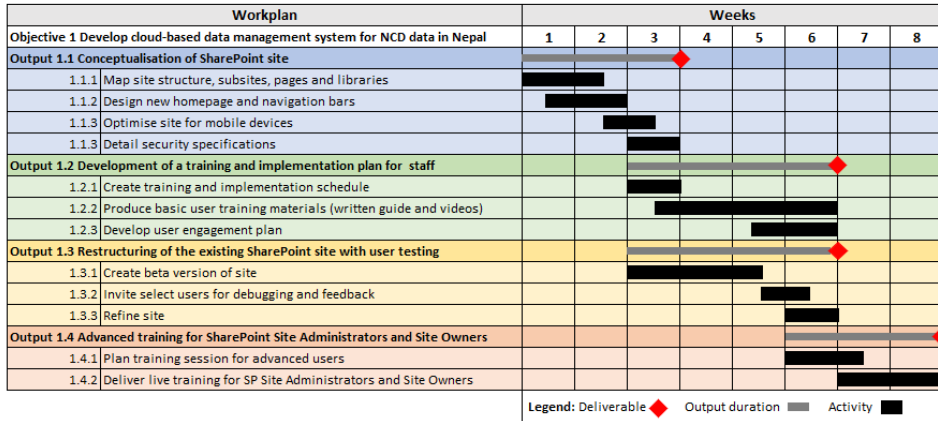 Workplan Weeks
Objective 1 Develop cloud-based data management system for NCD data in Nepal 1 2 3 4 5 6 7 8
Output 1.1 Conceptualisation of SharePoint site
1.1.1 Map site structure, subsites, pages and libraries
1.1.2 Design new homepage and navigation bars
1.1.3 Optimise site for mobile devices
1.1.3 Detail security specifications
Output 1.2 Development of a training and implementation plan for staff
1.2.1 Create training and implementation schedule
1.2.2 Produce basic user training materials (written guide and videos)
1.2.3 Develop user engagement plan
Output 1.3 Restructuring of the existing SharePoint site with user testing
1.3.1 Create beta version of site
1.3.2 Invite select users for debugging and feedback
1.3.3 Refine site
Output 1.4 Advanced training for SharePoint Site Administrators and Site Owners
1.4.1 Plan training session for advanced users
1.4.2 Deliver live training for SP Site Administrators and Site Owners
Legend: Deliverable Output duration Activity